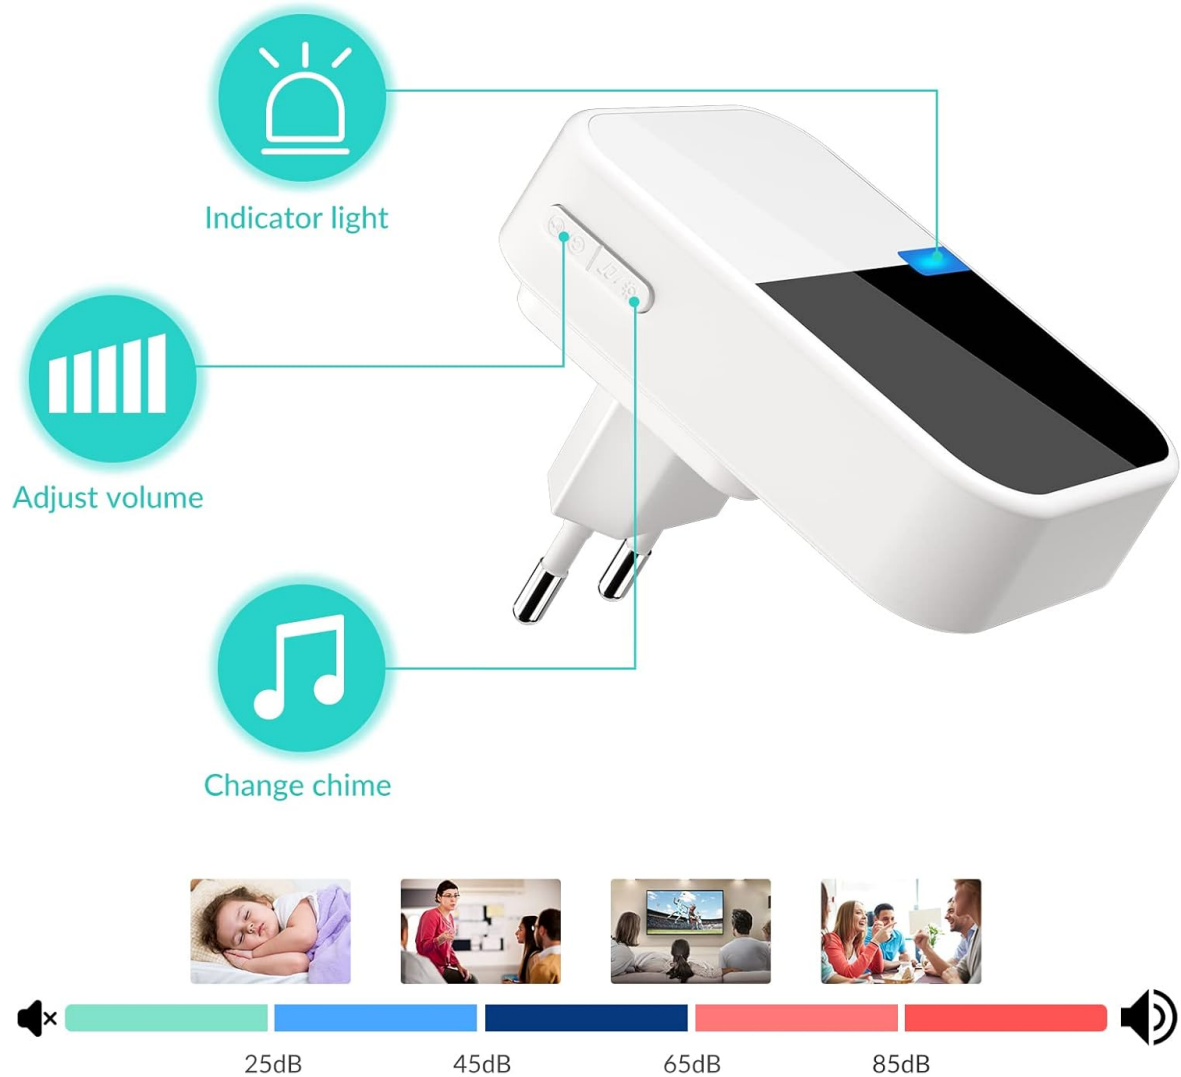 Indicator light
Adjust volume
Change chime
25dB
45dB
65dB
85dB